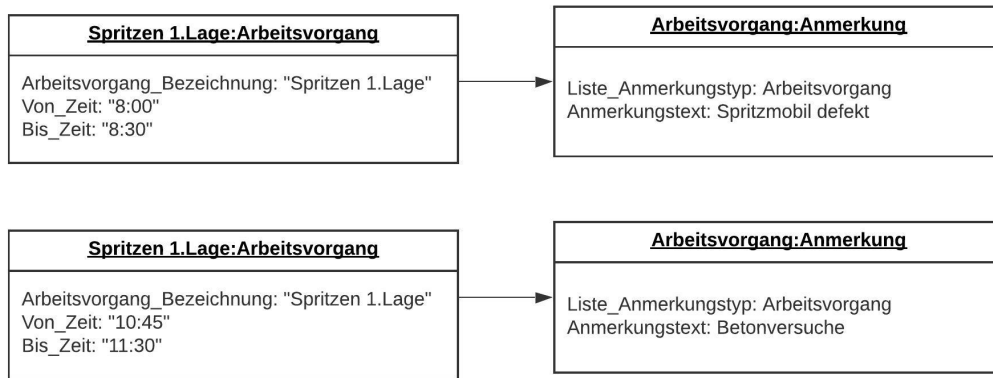 Spritzen 1.Lage:Arbeitsvorgang
Arbeitsvorgang_Bezeichnung: "Spritzen 1.Lage"
Von_Zeit: "8:00"
Bis_Zeit: "8:30"
Arbeitsvorgang:Anmerkung
Liste_Anmerkungstyp: Arbeitsvorgang
Anmerkungstext: Spritzmobil defekt
Spritzen 1.Lage:Arbeitsvorgang
Arbeitsvorgang_Bezeichnung: "Spritzen 1.Lage"
Von_Zeit: "10:45"
Bis_Zeit: "11:30"
Arbeitsvorgang:Anmerkung
Liste_Anmerkungstyp: Arbeitsvorgang
Anmerkungstext: Betonversuche